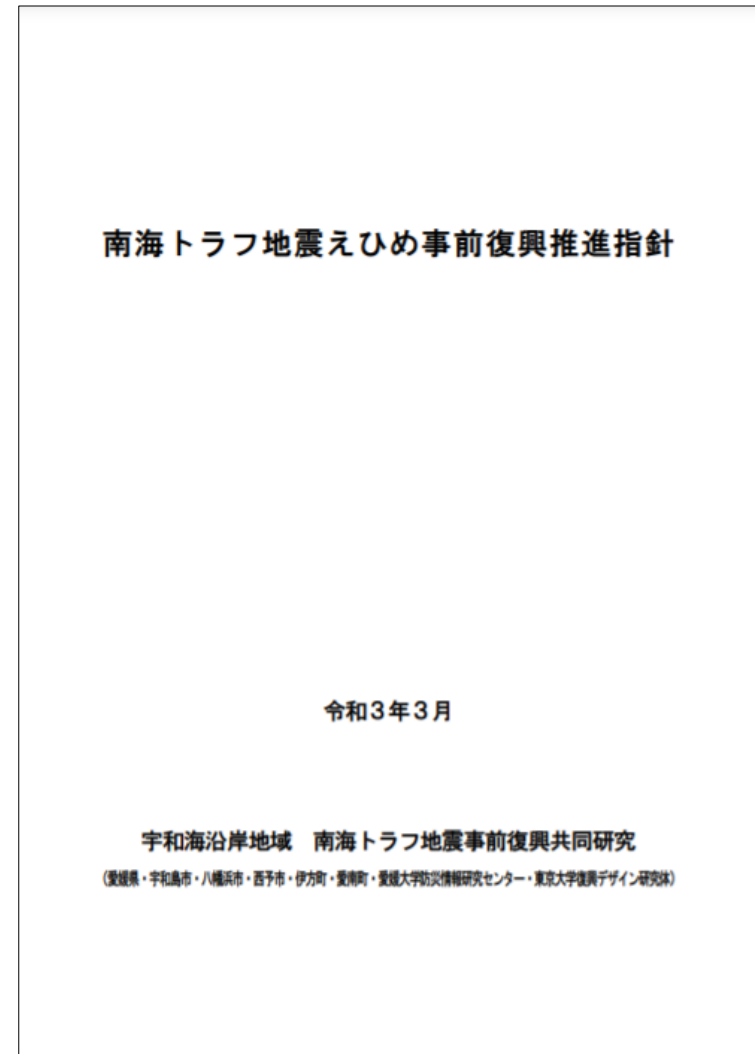 南海トラフ地震えひめ事前復興推進指針
令和3年3月
宇和海沿岸地域　南海トラフ地震事前復興共同研究
（愛媛県・宇和島市・八幡浜市・西予市・伊方町・愛南町・愛媛大学防災情報研究センター・東京大学復興デザイン研究体）